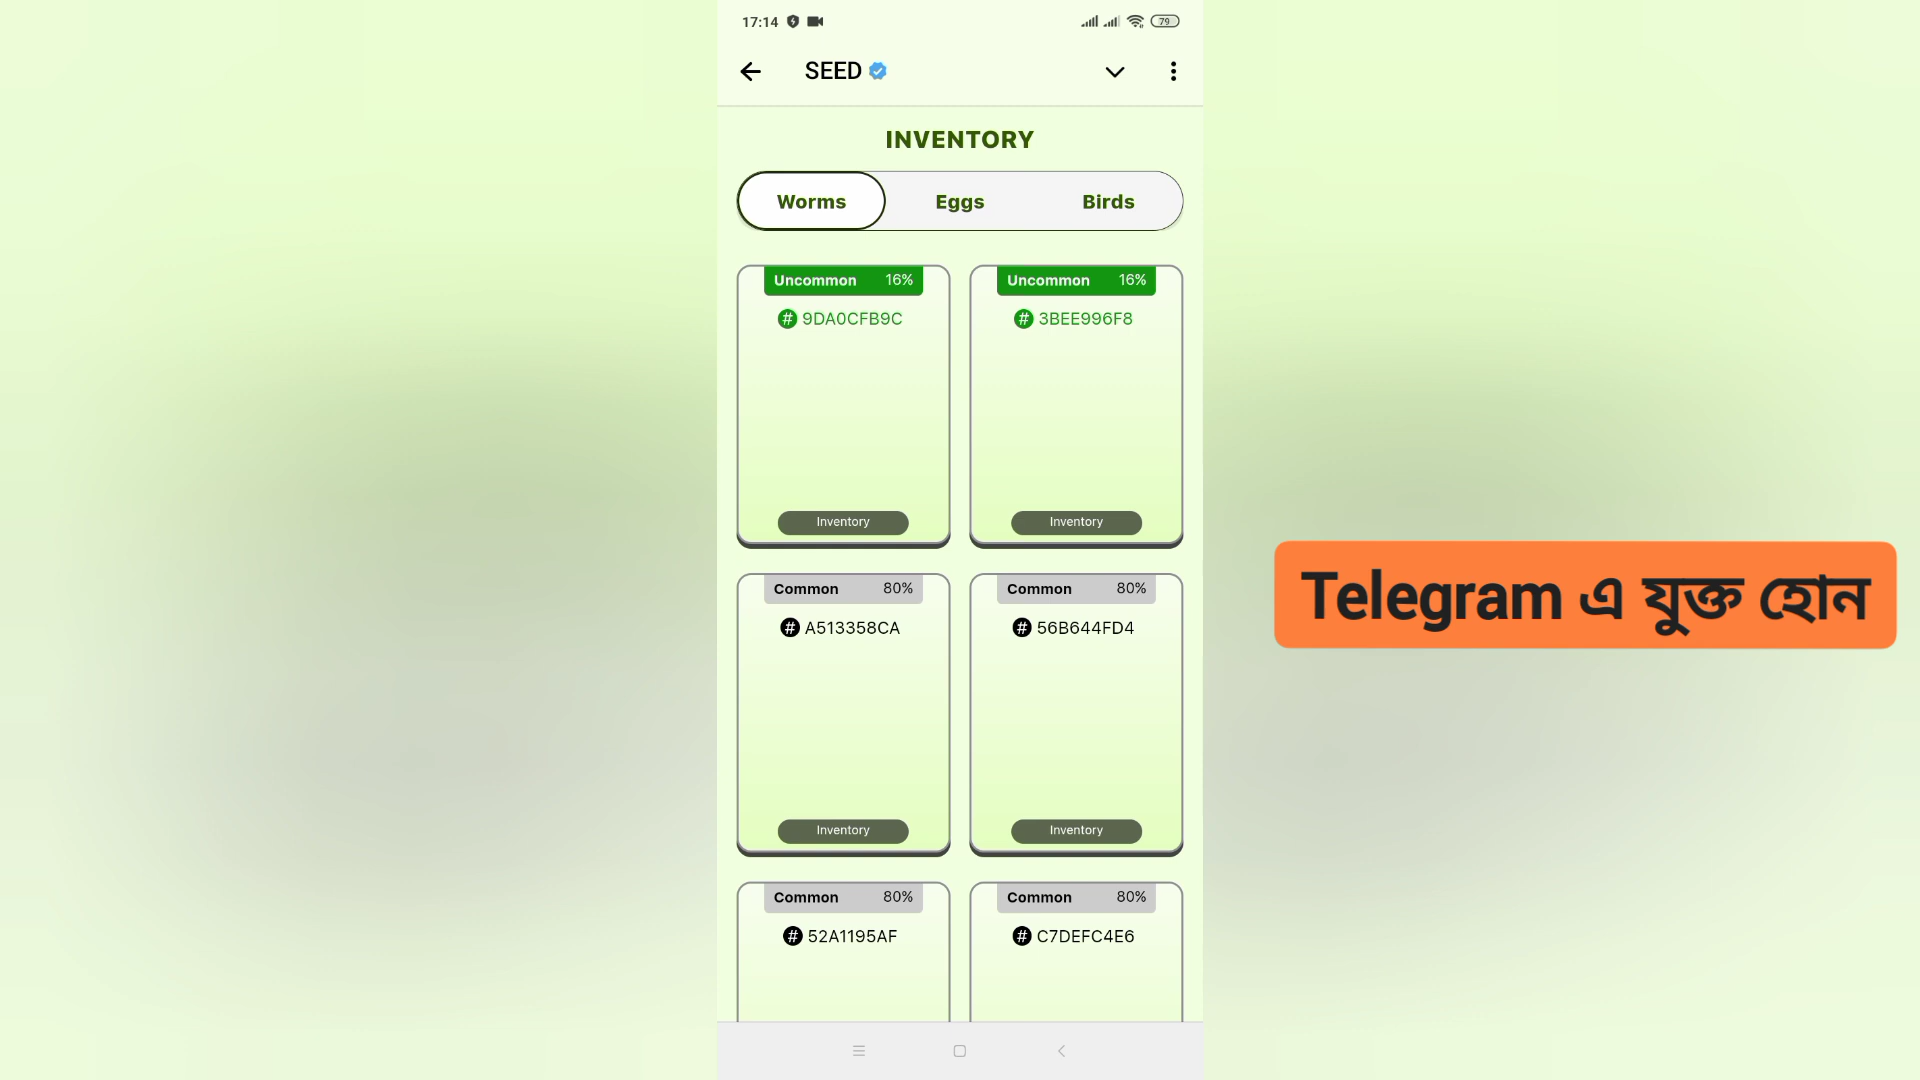 17:14
79
SEED
INVENTORY
Worms Eggs Birds
Uncommon 16% Uncommon 16%
# 9DA0CFB9C # 3BEE996F8
Inventory Inventory
Common 80% Common 80%
# A513358CA # 56B644FD4
Telegram এ যুক্ত হোন
Inventory Inventory
Common 80% Common 80%
# 52A1195AF # C7DEFC4E6